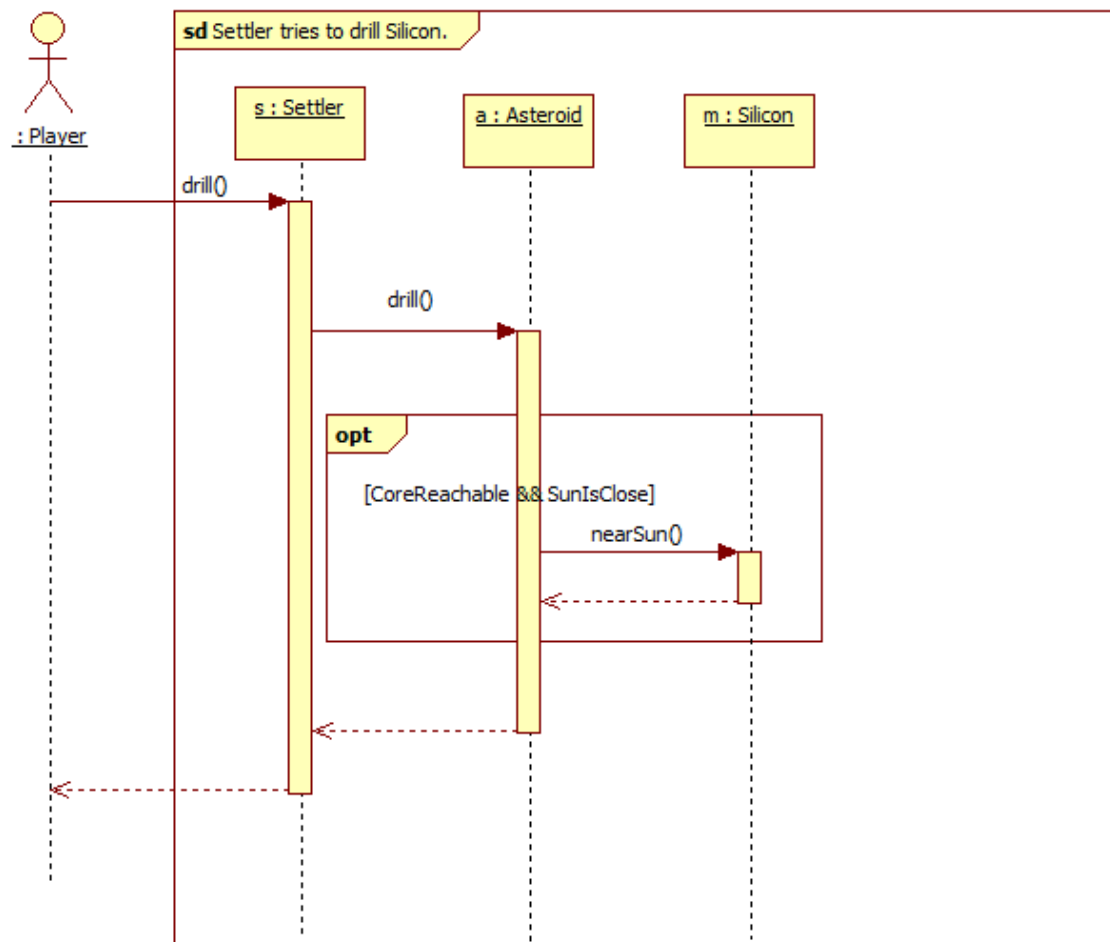 sd Settler tries to drill Silicon.
s : Settler
a : Asteroid
m : Silicon
: Player
drill()
drill()
opt
[CoreReachable && SunIsClose]
nearSun()